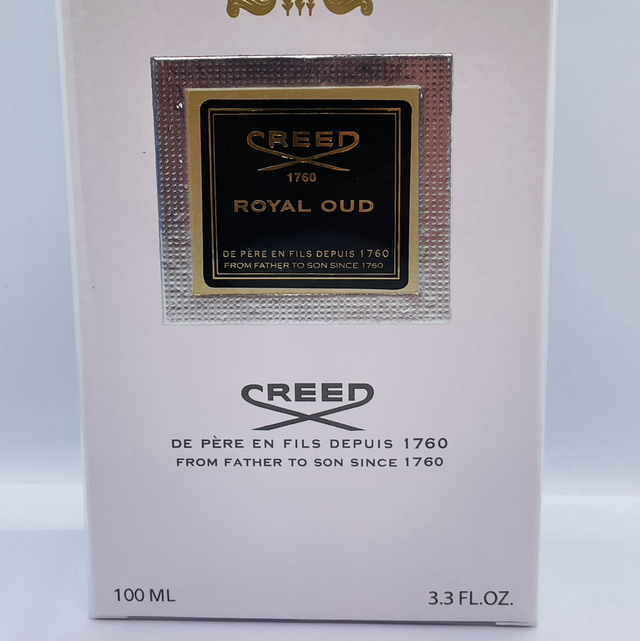 CREED
1760
ROYAL OUD
DE PÈRE EN FILS DEPUIS 1760
FROM FATHER TO SON SINCE 1760
CREED
DE PÈRE EN FILS DEPUIS 1760
FROM FATHER TO SON SINCE 1760
100 ML
3.3 FL.OZ.